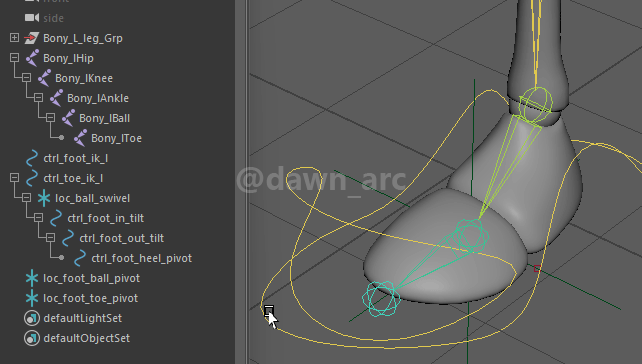 side
Bony_L_leg_Grp
Bony_lHip
Bony_lKnee
Bony_lAnkle
Bony_lBall
Bony_lToe
ctrl_foot_ik_l
ctrl_toe_ik_l
loc_ball_swivel
ctrl_foot_in_tilt
ctrl_foot_out_tilt
ctrl_foot_heel_pivot
loc_foot_ball_pivot
loc_foot_toe_pivot
defaultLightSet
defaultObjectSet
@dawn_arc